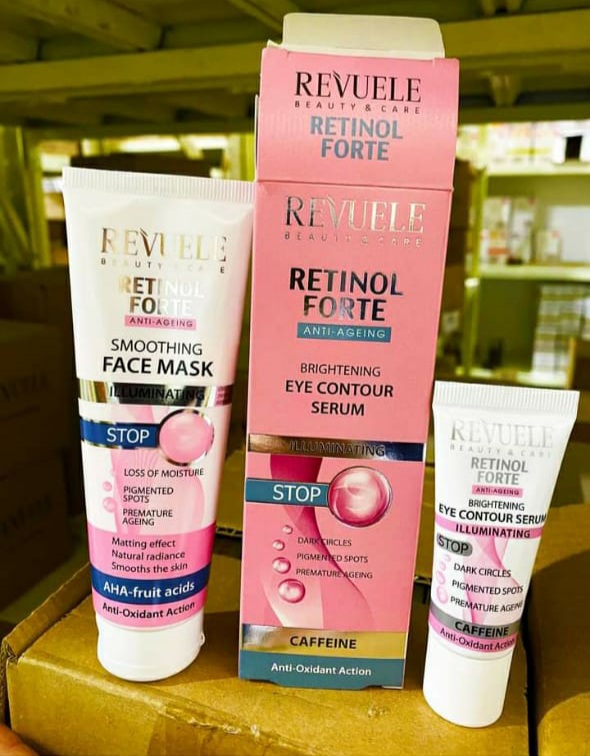 REVUELE
BEAUTY & CARE
RETINOL
FORTE
ANTI-AGEING
SMOOTHING
FACE MASK
ILLUMINATING
STOP
LOSS OF MOISTURE
PIGMENTED
SPOTS
PREMATURE
AGEING
Matting effect
Natural radiance
Smooths the skin
AHA-fruit acids
Anti-Oxidant Action
REVUELE
BEAUTY & CARE
RETINOL
FORTE
REVUELE
BEAUTY & CARE
RETINOL
FORTE
ANTI-AGEING
BRIGHTENING
EYE CONTOUR
SERUM
ILLUMINATING
STOP
DARK CIRCLES
PIGMENTED SPOTS
PREMATURE AGEING
CAFFEINE
Anti-Oxidant Action
REVUELE
BEAUTY & CARE
RETINOL
FORTE
ANTI-AGEING
BRIGHTENING
EYE CONTOUR SERUM
ILLUMINATING
STOP
DARK CIRCLES
PIGMENTED SPOTS
PREMATURE AGEING
CAFFEINE
Anti-Oxidant Action